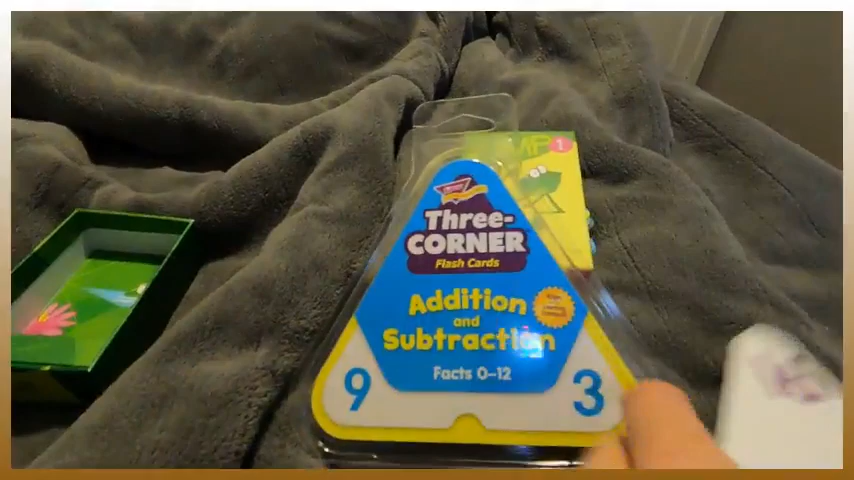 1
Three-
CORNER
Flash Cards
Addition
and
Subtraction
Facts 0-12
9
3